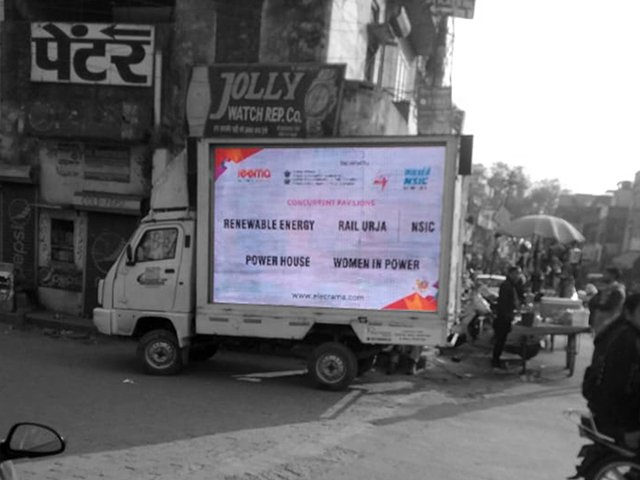 पेंटर
JOLLY
WATCH REP. Co.
ieema
NSIC
CONCURRENT PAVILIONS
RENEWABLE ENERGY RAIL URJA NSIC
POWER HOUSE WOMEN IN POWER
www.elecrama.com